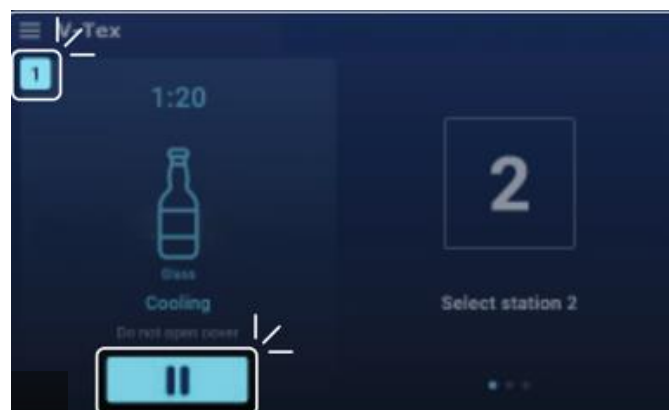 V-Tex
1
1:20
2
Glass
Cooling
Select station 2
Do not open cover